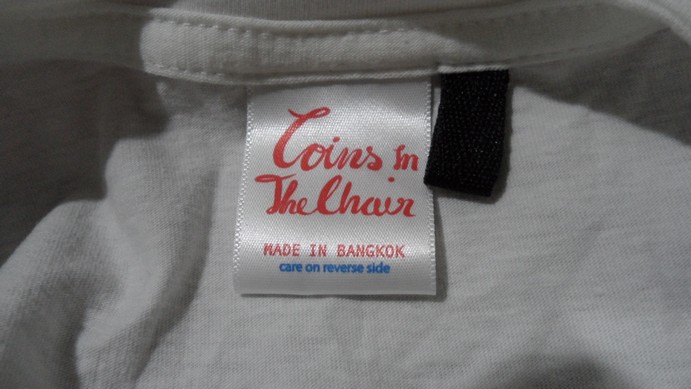 Coins In
The Chair
MADE IN BANGKOK
care on reverse side